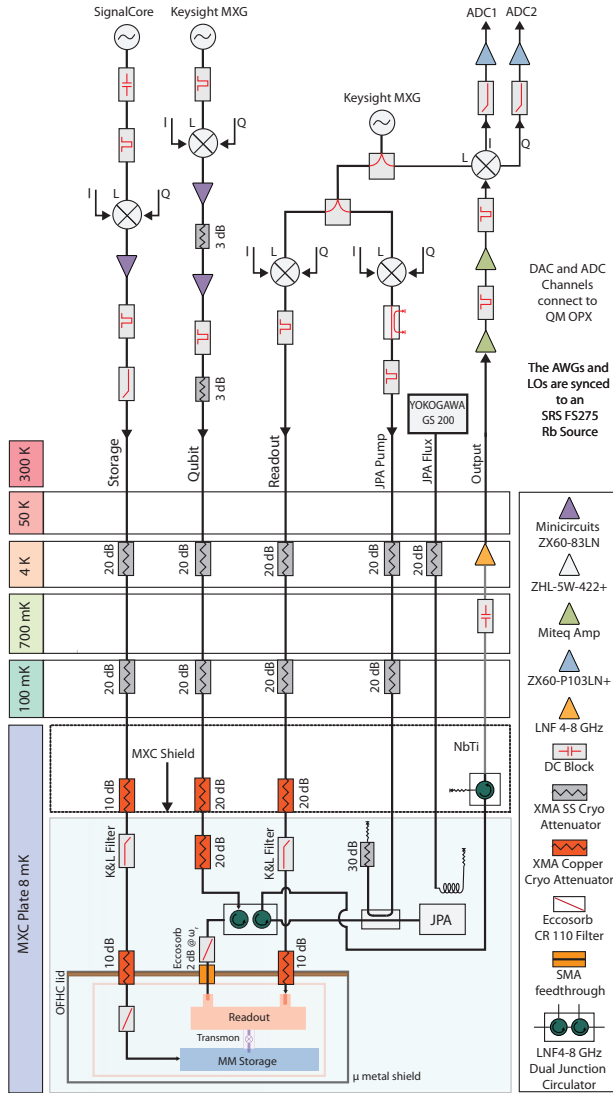 SignalCore
Keysight MXG
ADC1
ADC2
Keysight MXG
I
L
Q
L
I
Q
I
L
Q
3 dB
I
L
Q
I
L
Q
3 dB
DAC and ADC
Channels
connect to
QM OPX
The AWGs and
LOs are synced
to an
SRS FS275
Rb Source
YOKOGAWA
GS 200
300 K
Storage
Qubit
Readout
JPA Pump
JPA Flux
Output
50 K
4 K
20 dB
20 dB
20 dB
20 dB
20 dB
700 mK
100 mK
20 dB
20 dB
20 dB
20 dB
MXC Plate 8 mK
MXC Shield
NbTi
10 dB
20 dB
20 dB
K&L Filter
20 dB
K&L Filter
30 dB
JPA
10 dB
Eccosorb
2 dB @ωr
10 dB
OFHC lid
Readout
Transmon
MM Storage
μ metal shield
Minicircuits
ZX60-83LN
ZHL-5W-422+
Miteq Amp
ZX60-P103LN+
LNF 4-8 GHz
DC Block
XMA SS Cryo
Attenuator
XMA Copper
Cryo Attenuator
Eccosorb
CR 110 Filter
SMA
feedthrough
LNF4-8 GHz
Dual Junction
Circulator